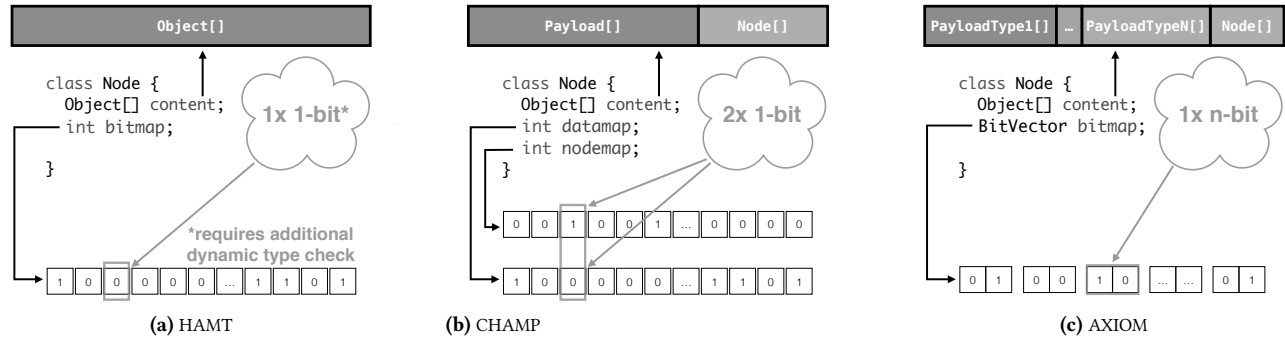 Object[]
class Node {
Object[] content;
int bitmap;
}
1x 1-bit*
*requires additional
dynamic type check
1 0 0 0 0 0 ... 1 1 0 1
(a) HAMT
Payload[] Node[]
class Node {
Object[] content;
int datamap;
int nodemap;
}
2x 1-bit
0 0 1 0 0 1 ... 0 0 0 0
1 0 0 0 0 0 ... 1 1 0 1
(b) CHAMP
PayloadType1[] … PayloadTypeN[] Node[]
class Node {
Object[] content;
BitVector bitmap;
}
1x n-bit
0 1 0 0 1 0 ... ... 0 1
(c) AXIOM